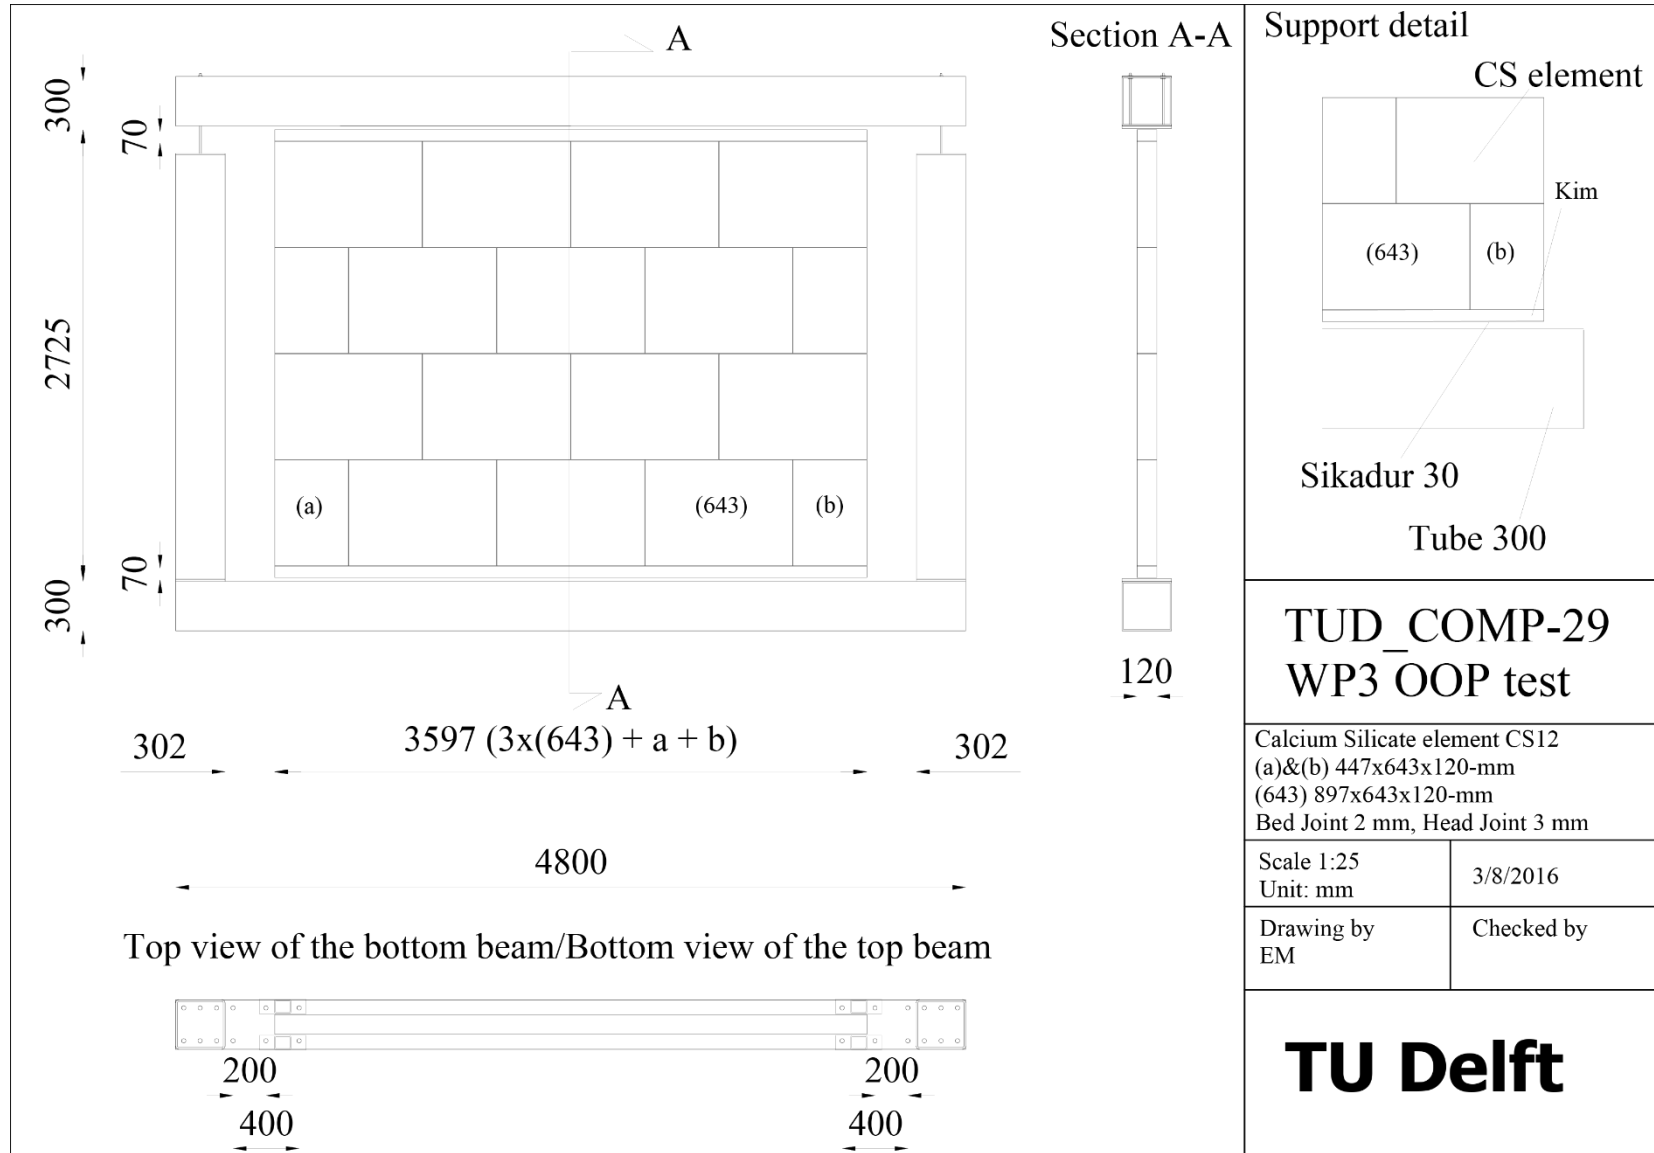 A
Section A-A
Support detail
CS element
300
70
Kim
(643)
(b)
2725
Sikadur 30
(a)
(643)
(b)
Tube 300
70
300
TUD_COMP-29
WP3 OOP test
120
A
302
3597 (3x(643) + a + b)
302
Calcium Silicate element CS12
(a)&(b) 447x643x120-mm
(643) 897x643x120-mm
Bed Joint 2 mm, Head Joint 3 mm
4800
Scale 1:25
Unit: mm
3/8/2016
Top view of the bottom beam/Bottom view of the top beam
Drawing by
EM
Checked by
200
200
400
400
TU Delft